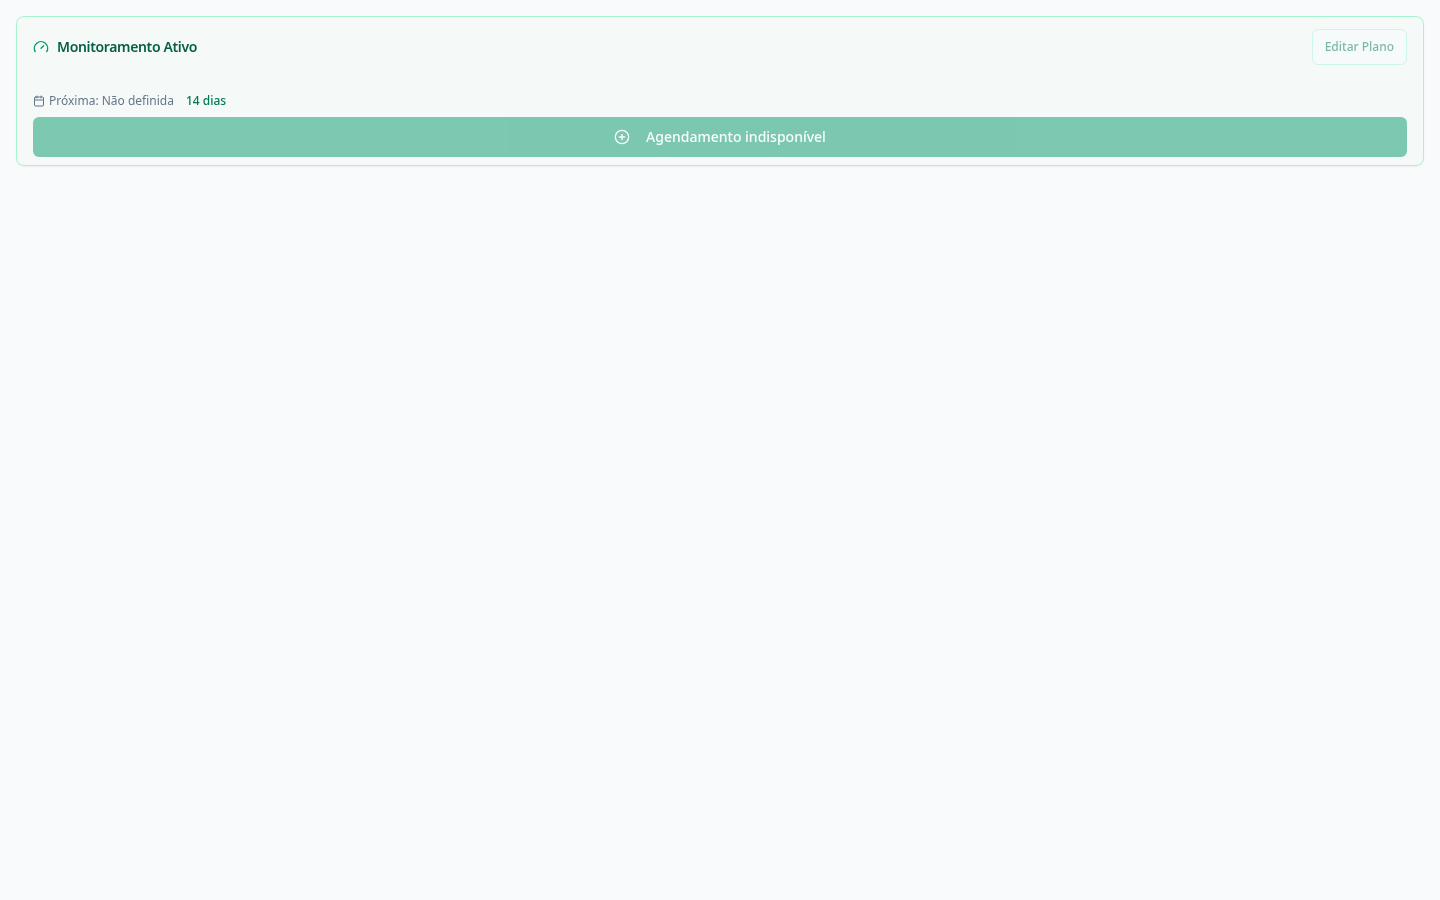 Monitoramento Ativo
Editar Plano
Próxima: Não definida 14 dias
Agendamento indisponível